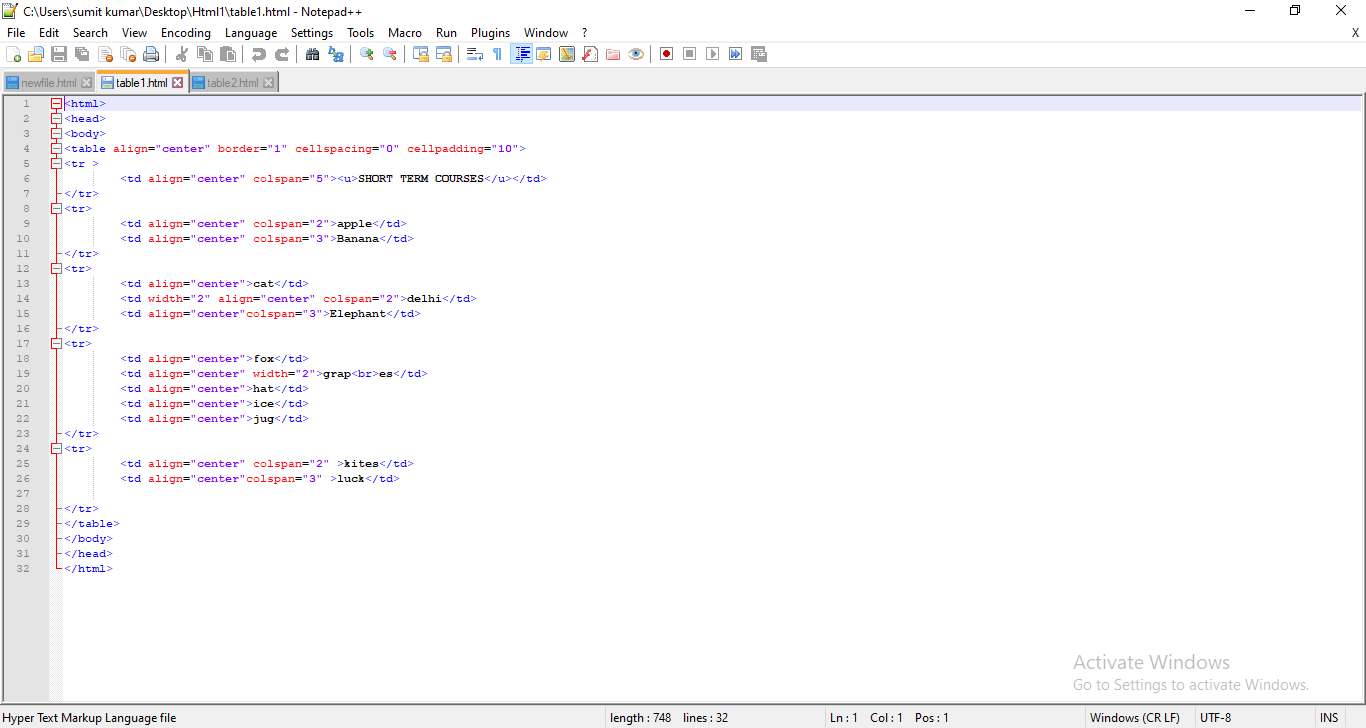 C:\Users\sumit kumar\Desktop\Html1\table1.html - Notepad++
File Edit Search View Encoding Language Settings Tools Macro Run Plugins Window ? X
newfile.html table1.html table2.html
1 <html>
2 <head>
3 <body>
4 <table align="center" border="1" cellspacing="0" cellpadding="10">
5 <tr >
6 <td align="center" colspan="5"><u>SHORT TERM COURSES</u></td>
7 </tr>
8 <tr>
9 <td align="center" colspan="2">apple</td>
10 <td align="center" colspan="3">Banana</td>
11 </tr>
12 <tr>
13 <td align="center">cat</td>
14 <td width="2" align="center" colspan="2">delhi</td>
15 <td align="center"colspan="3">Elephant</td>
16 </tr>
17 <tr>
18 <td align="center">fox</td>
19 <td align="center" width="2">grap<br>es</td>
20 <td align="center">hat</td>
21 <td align="center">ice</td>
22 <td align="center">jug</td>
23 </tr>
24 <tr>
25 <td align="center" colspan="2" >kites</td>
26 <td align="center"colspan="3" >luck</td>
27
28 </tr>
29 </table>
30 </body>
31 </head>
32 </html>
Activate Windows
Go to Settings to activate Windows.
Hyper Text Markup Language file length : 748 lines : 32 Ln : 1 Col : 1 Pos : 1 Windows (CR LF) UTF-8 INS